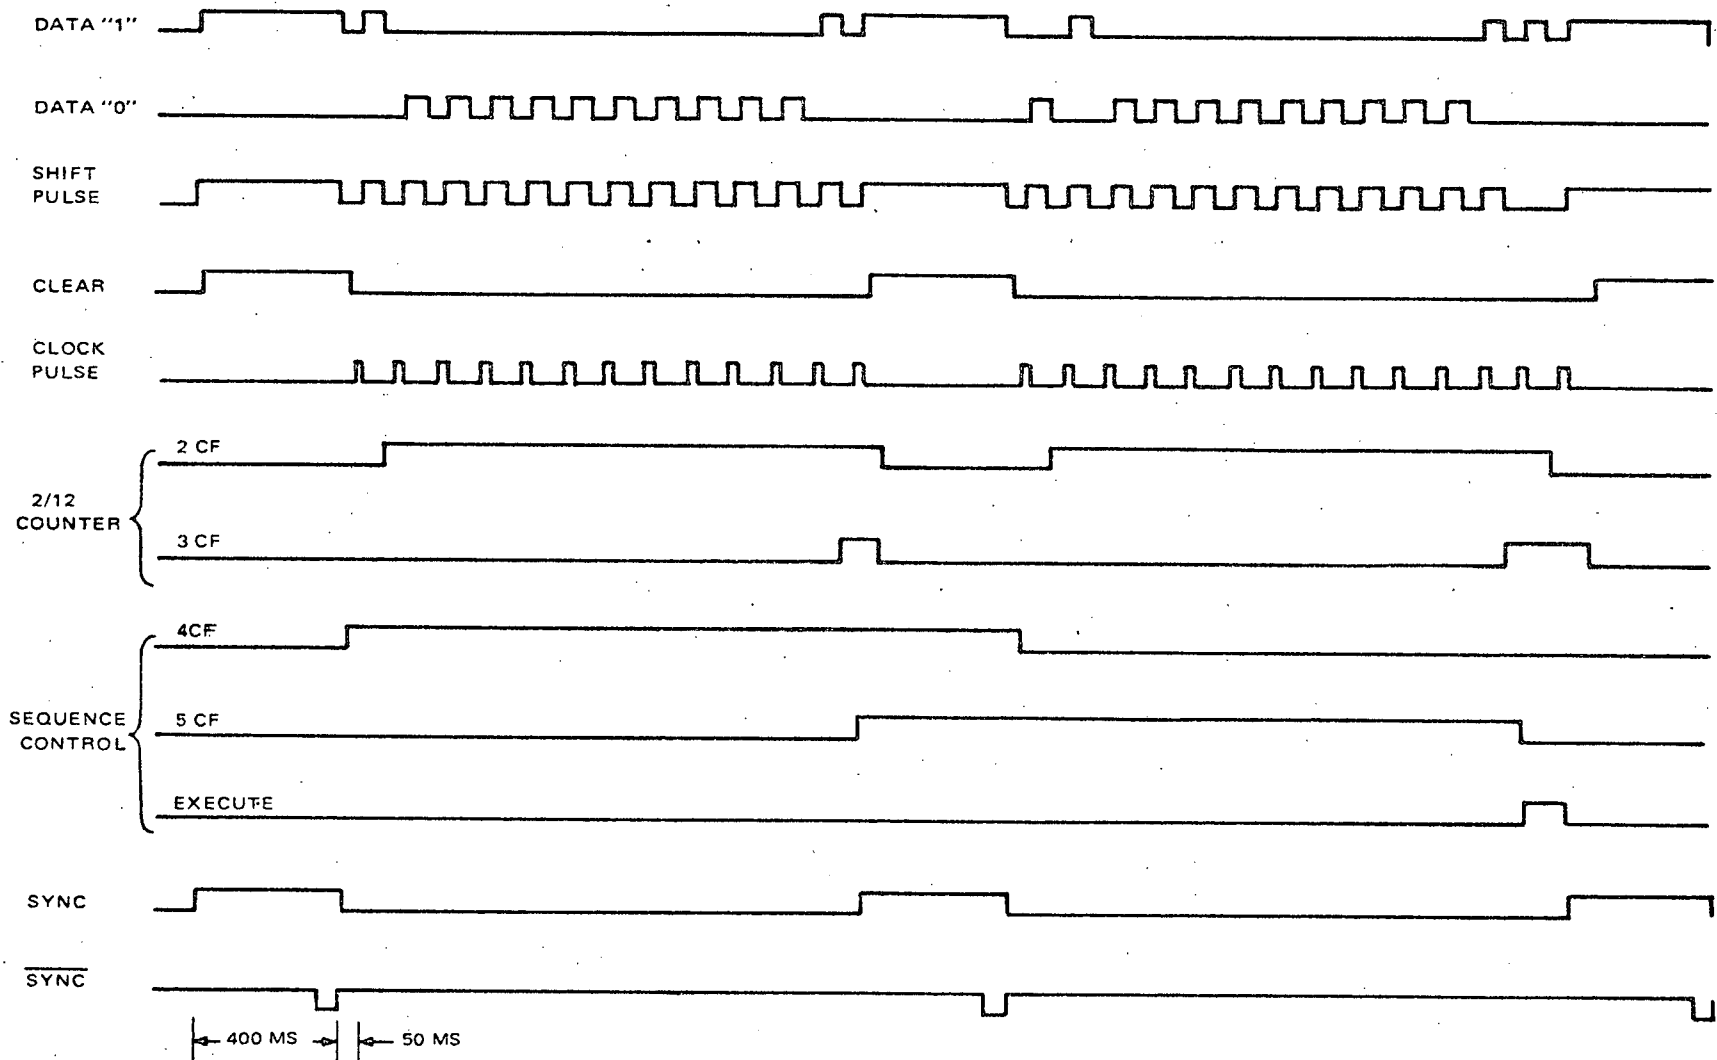 DATA "1"
DATA "0"
SHIFT
PULSE
CLEAR
CLOCK
PULSE
2 CF
2/12
COUNTER
3 CF
4CF
SEQUENCE
CONTROL
5 CF
EXECUTE
SYNC
SYNC
400 MS
50 MS